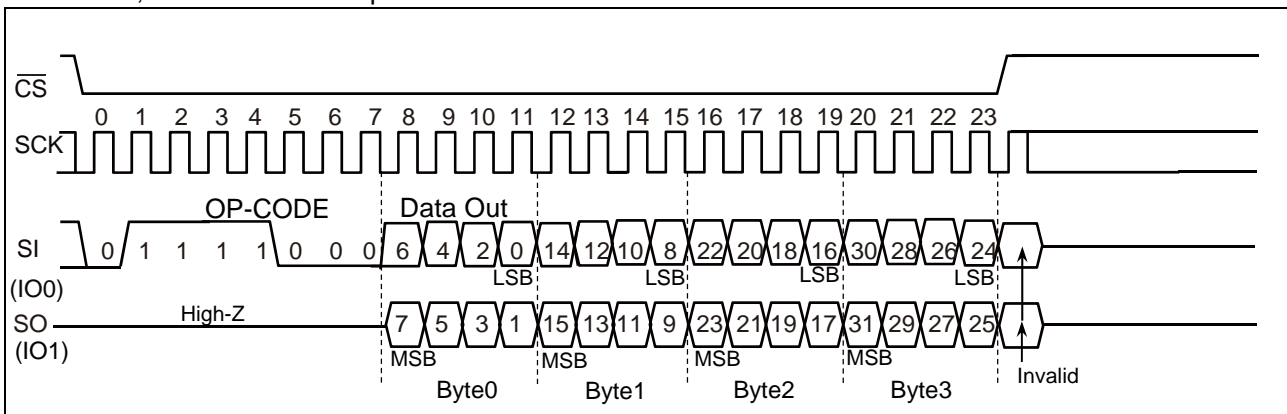 CS
0 1 2 3 4 5 6 7 8 9 10 11 12 13 14 15 16 17 18 19 20 21 22 23
SCK
OP-CODE Data Out
SI 0 1 1 1 1 0 0 0 6 4 2 0 14 12 10 8 22 20 18 16 30 28 26 24
LSB LSB LSB LSB
(IO0)
High-Z
SO 7 5 3 1 15 13 11 9 23 21 19 17 31 29 27 25
(IO1)
MSB MSB MSB MSB
Invalid
Byte0 Byte1 Byte2 Byte3